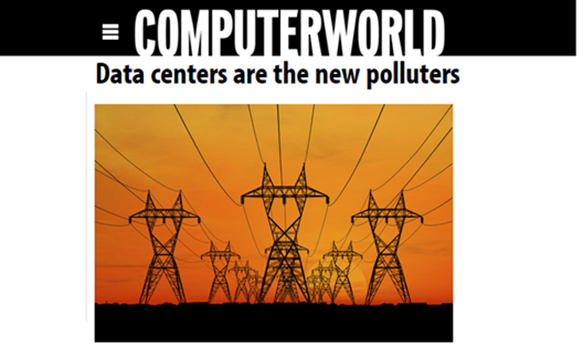 COMPUTERWORLD
Data centers are the new polluters